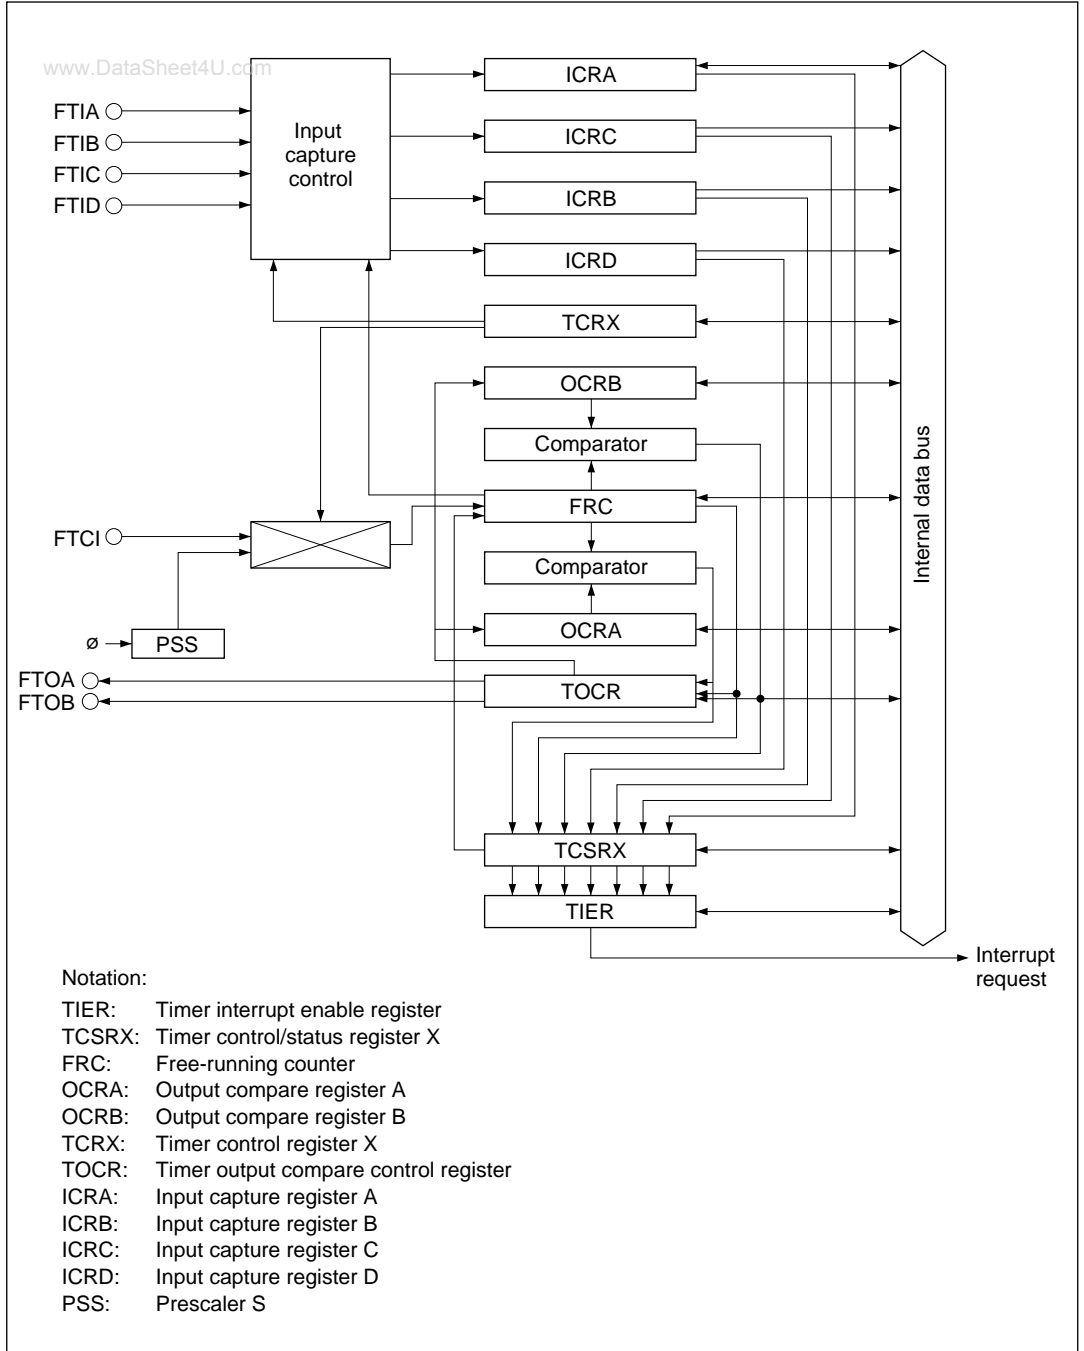 www.DataSheet4U.com
FTIA
FTIB
FTIC
FTID
Input
capture
control
ICRA
ICRC
ICRB
ICRD
TCRX
OCRB
Comparator
FRC
Comparator
OCRA
TOCR
FTCI
ø
PSS
FTOA
FTOB
TCSRX
TIER
Internal data bus
Interrupt
request
Notation:
TIER: Timer interrupt enable register
TCSRX: Timer control/status register X
FRC: Free-running counter
OCRA: Output compare register A
OCRB: Output compare register B
TCRX: Timer control register X
TOCR: Timer output compare control register
ICRA: Input capture register A
ICRB: Input capture register B
ICRC: Input capture register C
ICRD: Input capture register D
PSS: Prescaler S